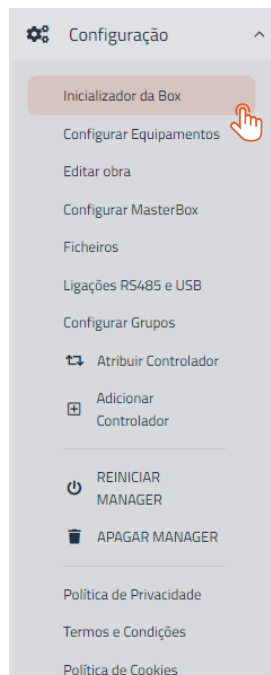 Configuração
Inicializador da Box
Configurar Equipamentos
Editar obra
Configurar MasterBox
Ficheiros
Ligações RS485 e USB
Configurar Grupos
Atribuir Controlador
Adicionar
Controlador
REINICIAR
MANAGER
APAGAR MANAGER
Política de Privacidade
Termos e Condições
Política de Cookies